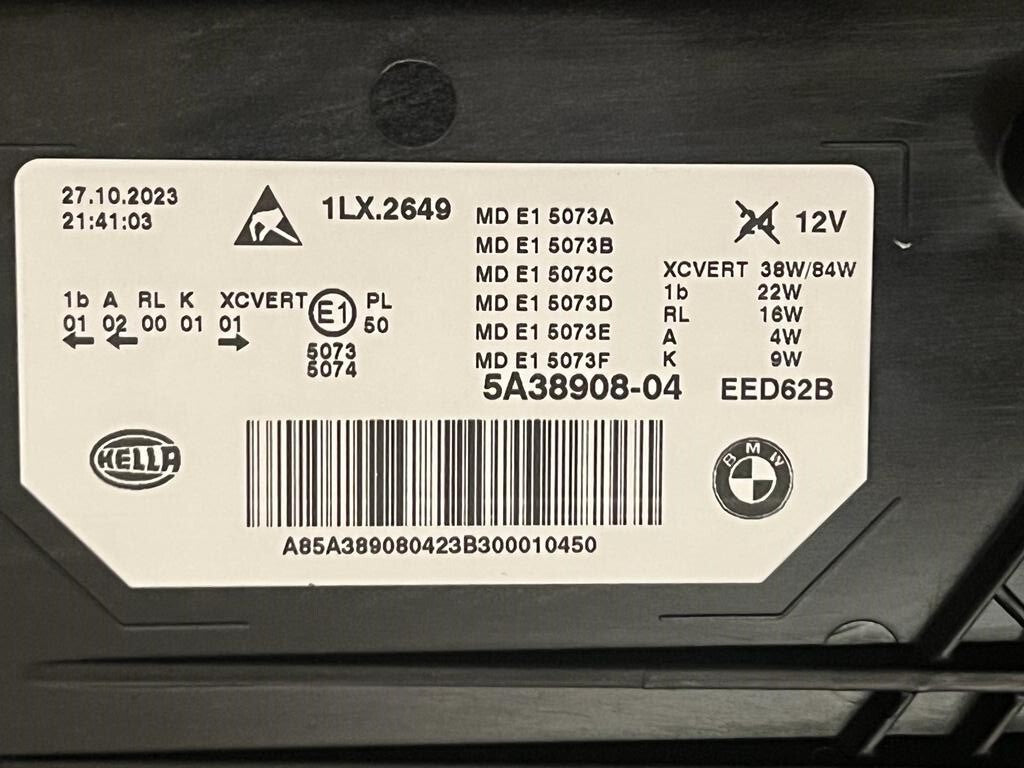 27.10.2023
21:41:03
1LX.2649
MD E1 5073A
MD E1 5073B
MD E1 5073C
MD E1 5073D
MD E1 5073E
MD E1 5073F
24 12V
XCVERT 38W/84W
1b 22W
RL 16W
A 4W
K 9W
1b A RL K XCVERT E1 PL
01 02 00 01 01 50
5073
5074
5A38908-04 EED62B
HELLA
BMW
A85A389080423B300010450